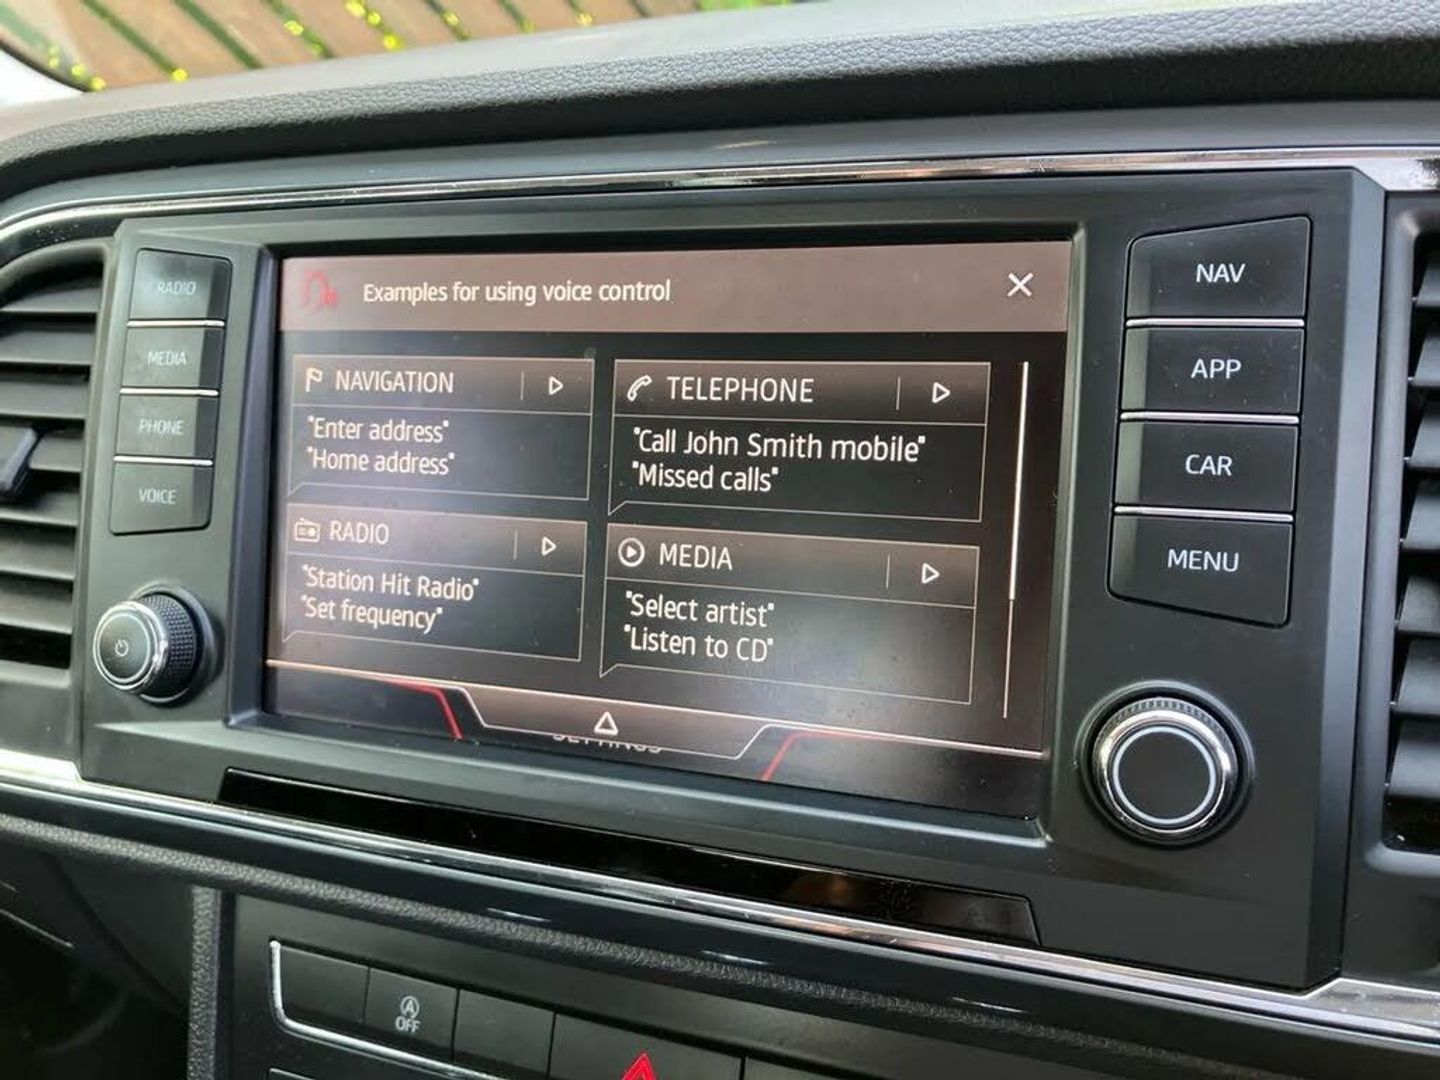 RADIO
MEDIA
PHONE
VOICE
Examples for using voice control
NAVIGATION
"Enter address"
"Home address"
TELEPHONE
"Call John Smith mobile"
"Missed calls"
RADIO
"Station Hit Radio"
"Set frequency"
MEDIA
"Select artist"
"Listen to CD"
SETTINGS
NAV
APP
CAR
MENU
A
OFF